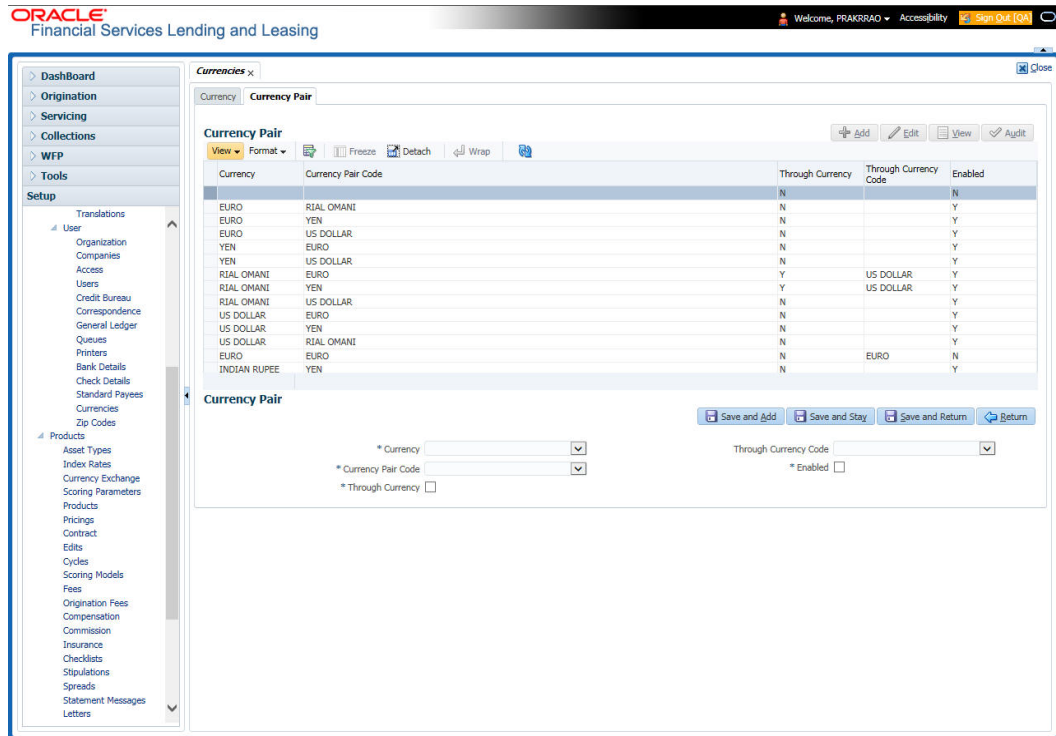 ORACLE
Financial Services Lending and Leasing
Welcome, PRAKRRAO Accessibility Sign Out [QA]
Close
DashBoard
Origination
Servicing
Collections
WFP
Tools
Setup
Translations
User
Organization
Companies
Access
Users
Credit Bureau
Correspondence
General Ledger
Queues
Printers
Bank Details
Check Details
Standard Payees
Currencies
Zip Codes
Products
Asset Types
Index Rates
Currency Exchange
Scoring Parameters
Products
Pricings
Contract
Edits
Cycles
Scoring Models
Fees
Origination Fees
Compensation
Commission
Insurance
Checklists
Stipulations
Spreads
Statement Messages
Letters
Currencies x
Currency Currency Pair
Currency Pair
Add Edit View Audit
View Format Freeze Detach Wrap
Currency Currency Pair Code Through Currency Through Currency Code Enabled
N N
EURO RIAL OMANI N Y
EURO YEN N Y
EURO US DOLLAR N Y
YEN EURO N Y
YEN US DOLLAR N Y
RIAL OMANI EURO Y US DOLLAR Y
RIAL OMANI YEN Y US DOLLAR Y
RIAL OMANI US DOLLAR N Y
US DOLLAR EURO N Y
US DOLLAR YEN N Y
US DOLLAR RIAL OMANI N Y
EURO EURO N EURO N
INDIAN RUPEE YEN N Y
Currency Pair
Save and Add Save and Stay Save and Return Return
* Currency
* Currency Pair Code
* Through Currency
Through Currency Code
* Enabled